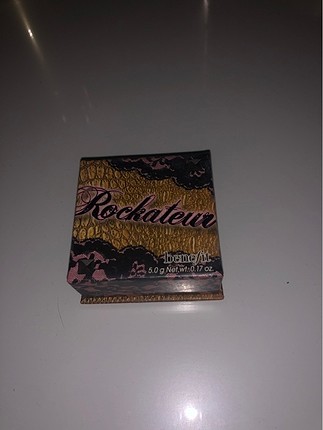 Rockateur
benefit
5.0 g Net wt. 0.17 oz.